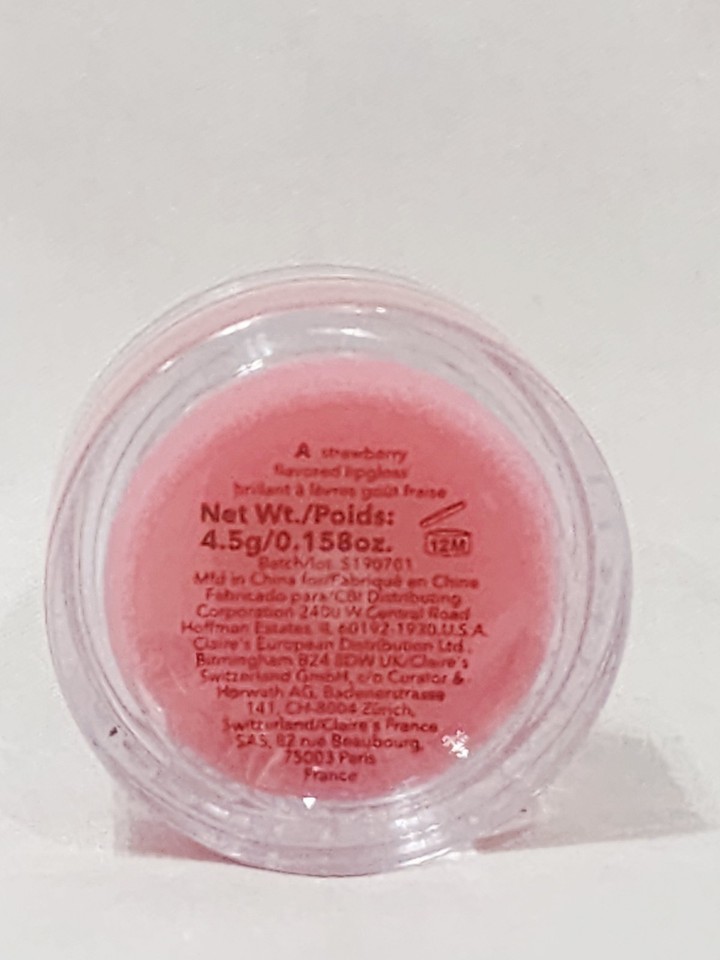 A strawberry
flavored lipgloss
brillant à lèvres goût fraise
Net Wt./Poids:
4.5g/0.158oz.
12M
Batch/lot. S190701
Mfd in China for/Fabriqué en China
Fabricado para/CBI Distributing
Corporation 2400 W.Central Road
Hoffman Estates, IL 60192-1930.U.S.A.
Claire's European Distribution Ltd.,
Birmingham B24 8DW UK/Claire's
Switzerland GmbH, c/o Curator &
Horwath AG, Badenerstrasse
141, CH-8004 Zürich,
Switzerland/Claire's France
SAS, 82 rue Beaubourg,
75003 Paris
France